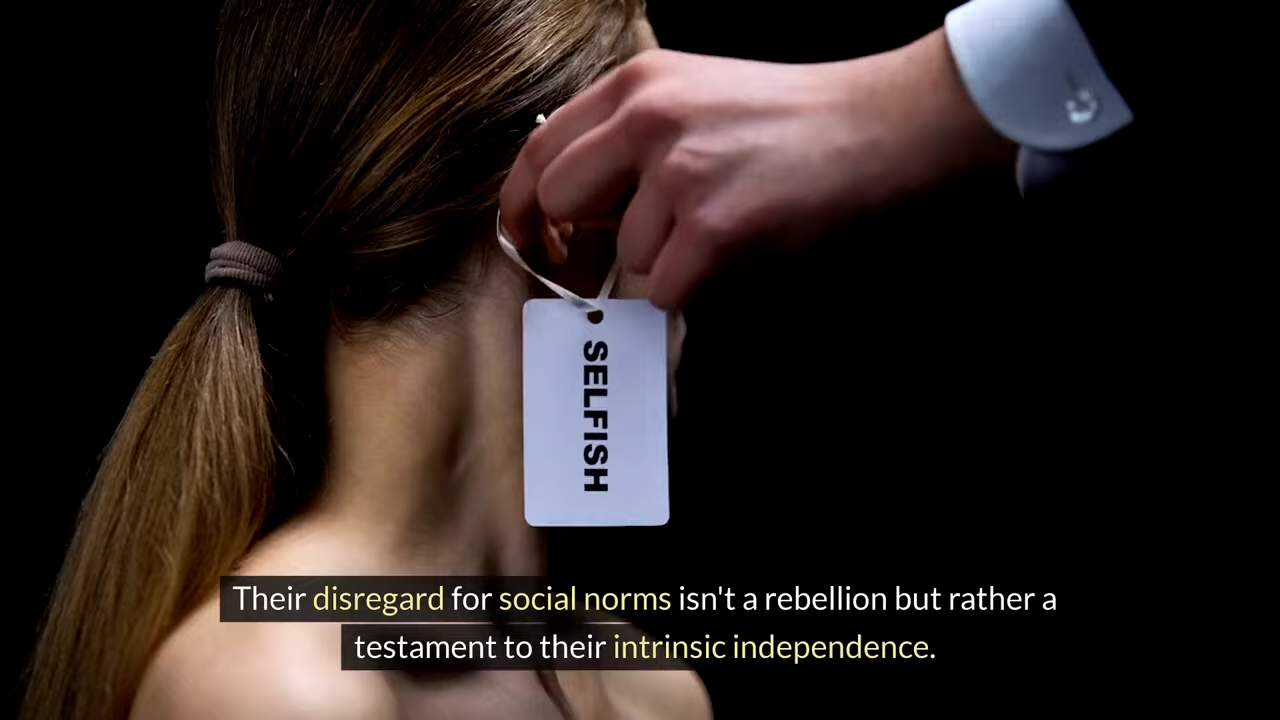 SELFISH
Their disregard for social norms isn't a rebellion but rather a
testament to their intrinsic independence.